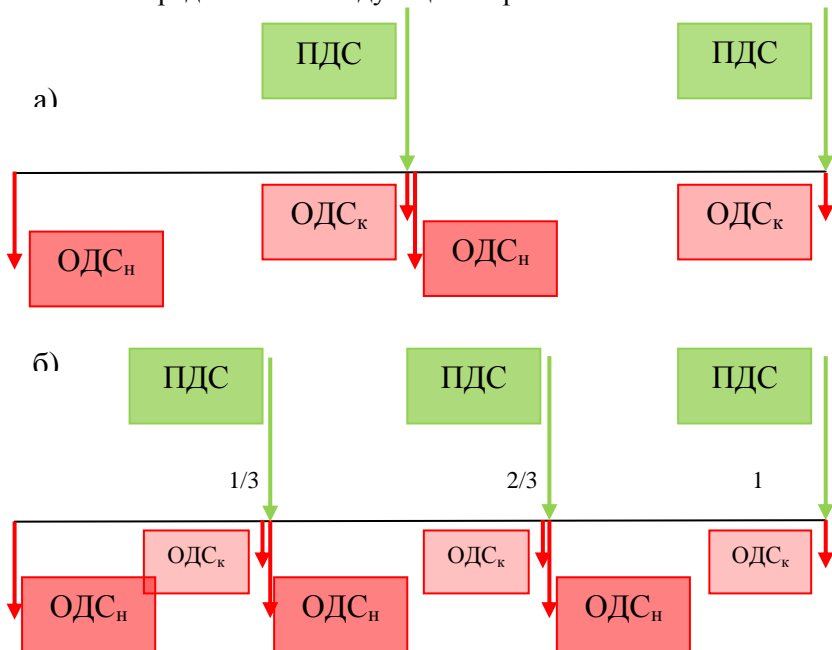 ПДС ПДС
а)
ОДСк ОДСк
ОДСн ОДСн
б)
ПДС ПДС ПДС
1/3 2/3 1
ОДСк ОДСк ОДСк
ОДСн ОДСн ОДСн